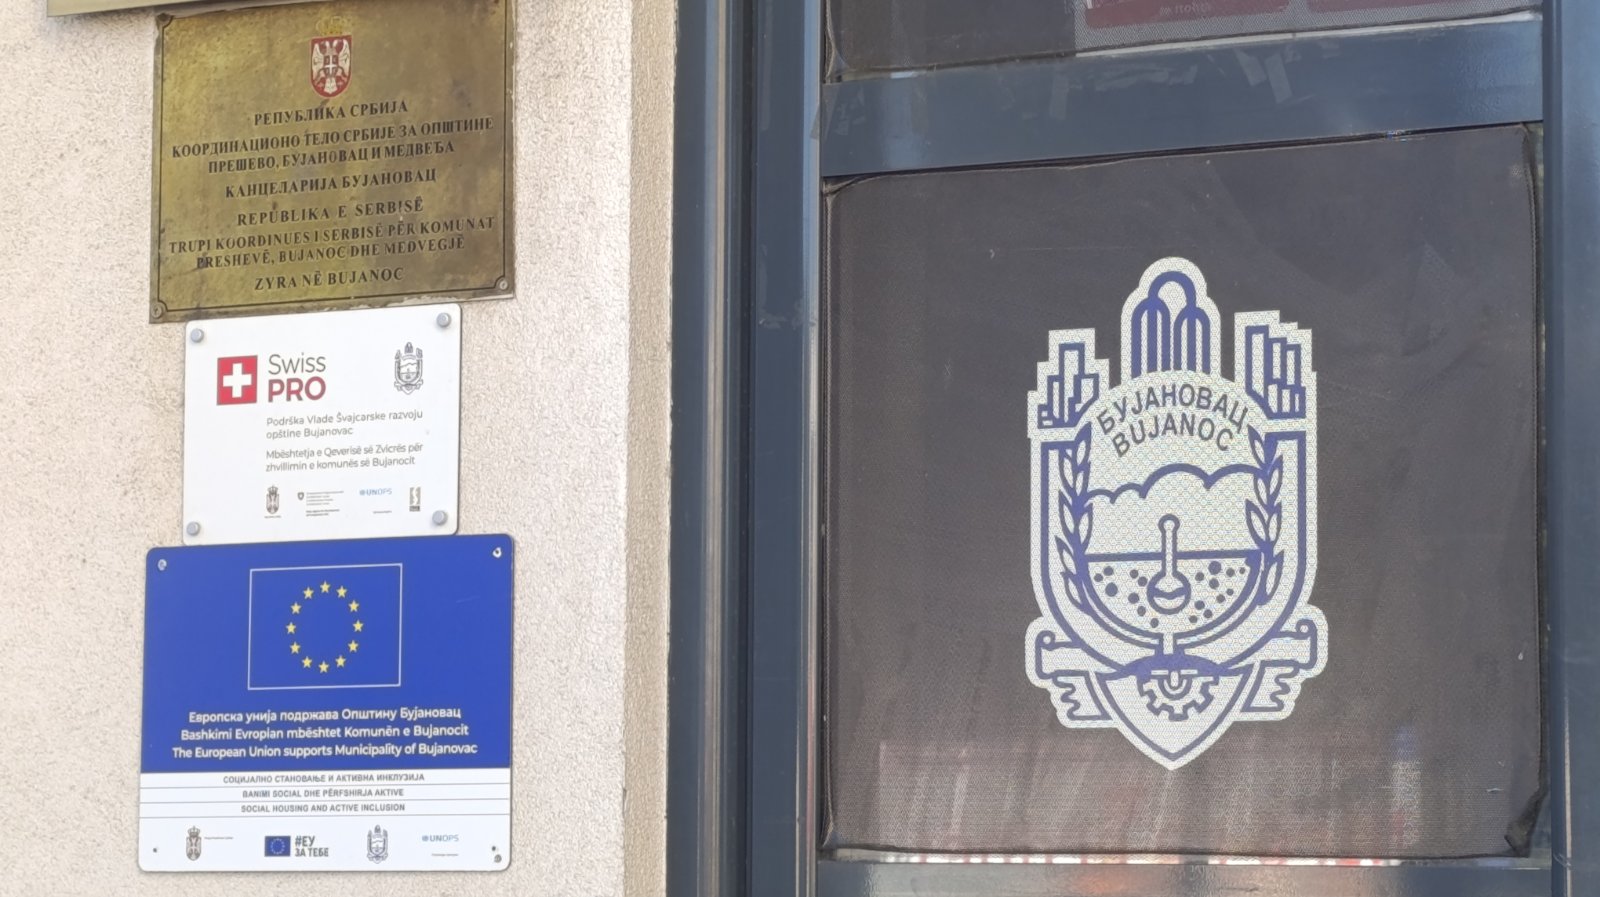 РЕПУБЛИКА СРБИЈА
КООРДИНАЦИОНО ТЕЛО СРБИЈЕ ЗА ОПШТИНЕ
ПРЕШЕВО, БУЈАНОВАЦ И МЕДВЕЂА
КАНЦЕЛАРИЈА БУЈАНОВАЦ
REPUBLIKA E SERBISË
TRUPI KOORDINUES I SERBISË PËR KOMUNAT
PRESHEVË, BUJANOC DHE MEDVEGJË
ZYRA NË BUJANOC
Swiss
PRO
Podrška Vlade Švajcarske razvoju
opštine Bujanovac
Mbështetja e Qeverisë së Zvicrës për
zhvillimin e komunës së Bujanocit
UNOPS
Европска унија подржава Општину Бујановац
Bashkimi Evropian mbështet Komunën e Bujanocit
The European Union supports Municipality of Bujanovac
СОЦИЈАЛНО СТАНОВАЊЕ И АКТИВНА ИНКЛУЗИЈА
BANIMI SOCIAL DHE PËRFSHIRJA AKTIVE
SOCIAL HOUSING AND ACTIVE INCLUSION
#ЕУ
ЗА ТЕБЕ
UNOPS
БУЈАНОВАЦ
BUJANOC